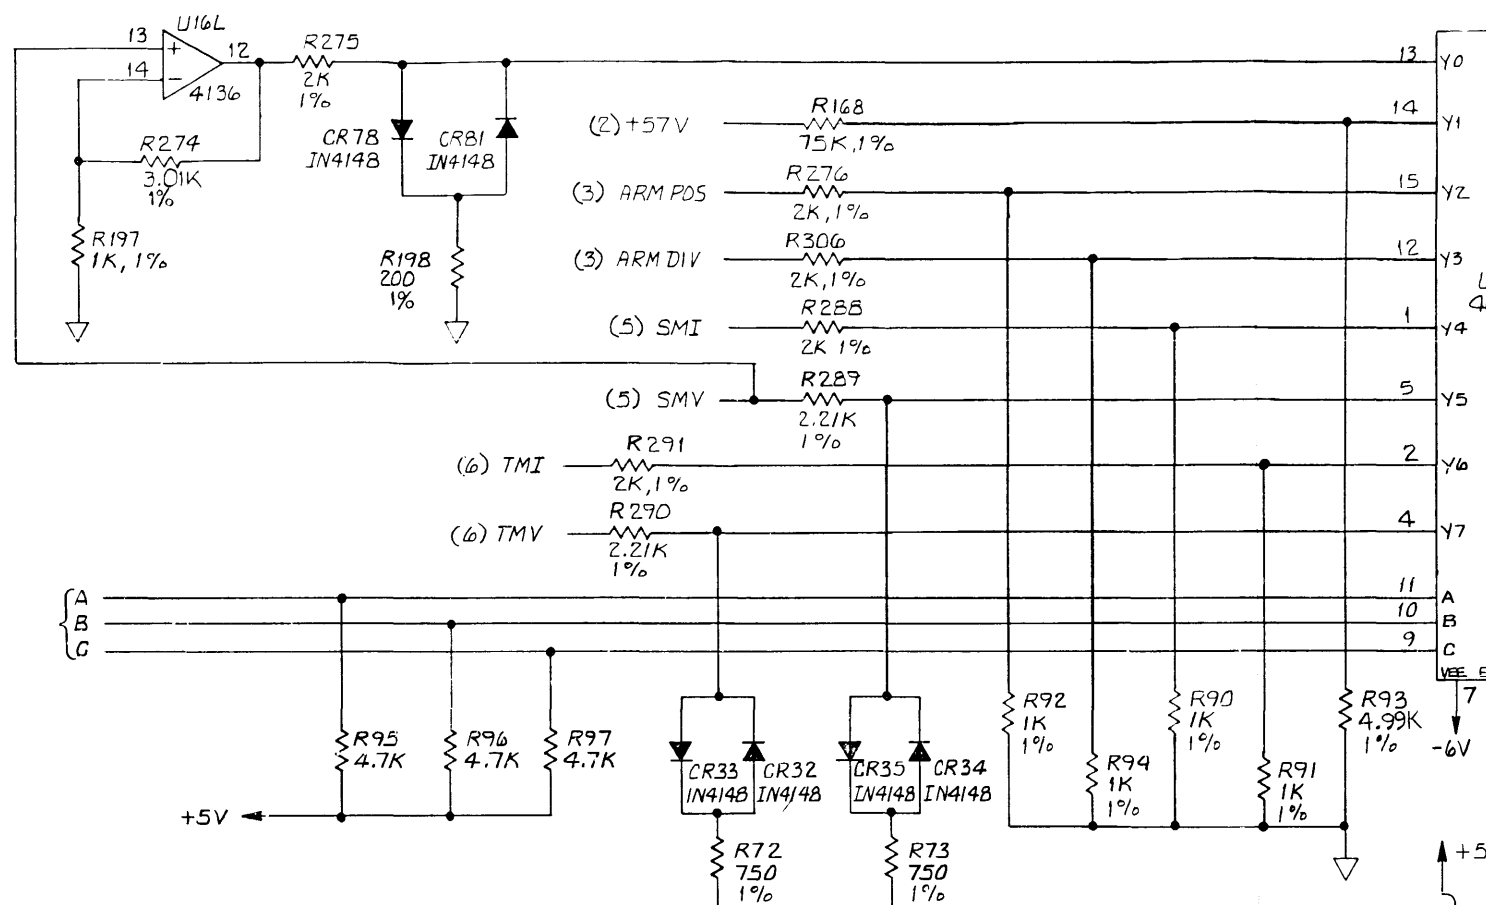 U16L
13
+
12
14
-
4136
R275
2K
1%
13 Y0
(2) +57V
R168
75K, 1%
14 Y1
CR78
IN4148
CR81
IN4148
R274
3.01K
1%
(3) ARM POS
R276
2K, 1%
15 Y2
R197
1K, 1%
R198
200
1%
(3) ARM DIV
R306
2K, 1%
12 Y3
U
4
(5) SMI
R288
2K 1%
1 Y4
(5) SMV
R289
2.21K
1%
5 Y5
(6) TMI
R291
2K, 1%
2 Y6
(6) TMV
R290
2.21K
1%
4 Y7
A 11 A
B 10 B
C 9 C
VEE E
7
-6V
R95
4.7K
R96
4.7K
R97
4.7K
+5V
CR33
IN4148
CR32
IN4148
CR35
IN4148
CR34
IN4148
R92
1K
1%
R94
1K
1%
R90
1K
1%
R91
1K
1%
R93
4.99K
1%
R72
750
1%
R73
750
1%
+5